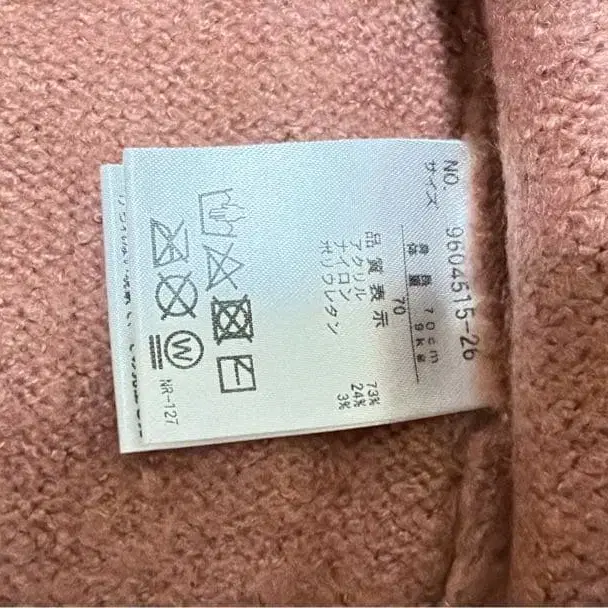 NO. 9604515-26
サイズ
身長 70cm
体重 9kg
70
品質表示
アクリル 73%
ナイロン 24%
ポリウレタン 3%
W
NR-127